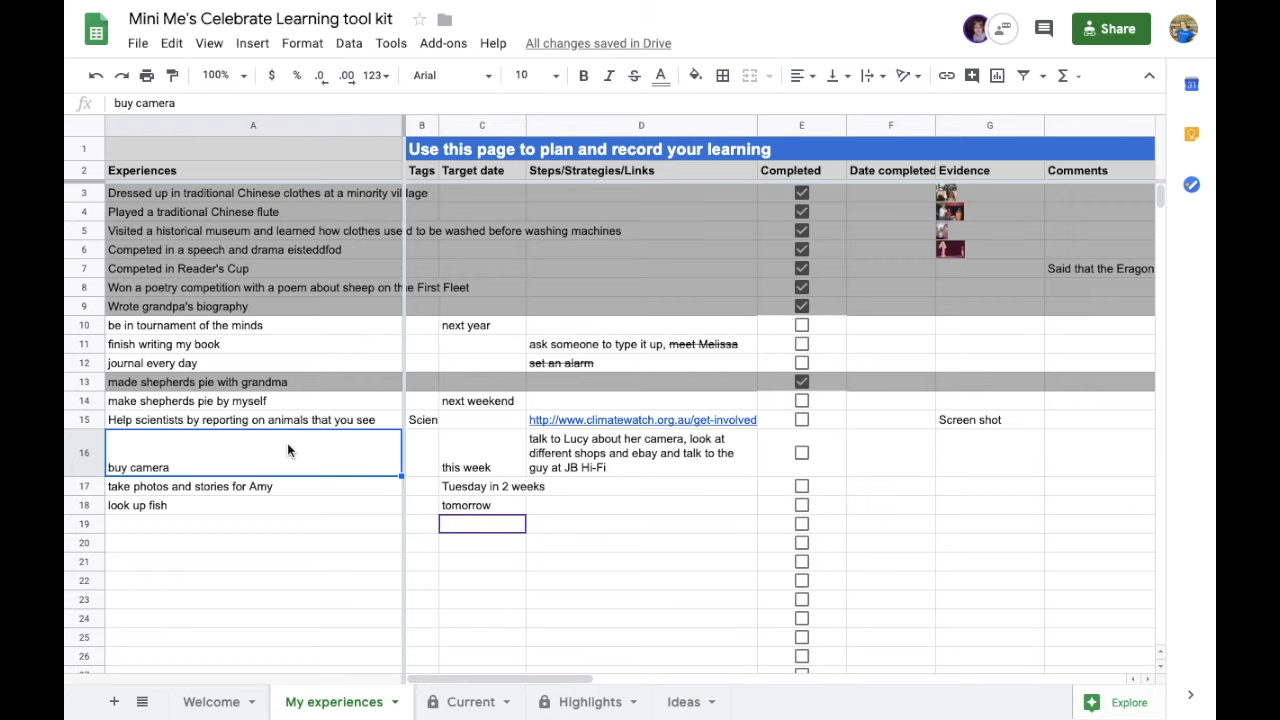 Mini Me's Celebrate Learning tool kit
File Edit View Insert Format Data Tools Add-ons Help All changes saved in Drive
Share
100% $ % .0 .00 123 Arial 10 B I S A Σ
fx buy camera
A B C D E F G
1 Use this page to plan and record your learning
2 Experiences Tags Target date Steps/Strategies/Links Completed Date completed Evidence Comments
3 Dressed up in traditional Chinese clothes at a minority village
4 Played a traditional Chinese flute
5 Visited a historical museum and learned how clothes used to be washed before washing machines
6 Competed in a speech and drama eisteddfod
7 Competed in Reader's Cup Said that the Eragon
8 Won a poetry competition with a poem about sheep on the First Fleet
9 Wrote grandpa's biography
10 be in tournament of the minds next year
11 finish writing my book ask someone to type it up, meet Melissa
12 journal every day set an alarm
13 made shepherds pie with grandma
14 make shepherds pie by myself next weekend
15 Help scientists by reporting on animals that you see Scien http://www.climatewatch.org.au/get-involved Screen shot
talk to Lucy about her camera, look at
16 different shops and ebay and talk to the
buy camera this week guy at JB Hi-Fi
17 take photos and stories for Amy Tuesday in 2 weeks
18 look up fish tomorrow
19
20
21
22
23
24
25
26
Welcome My experiences Current Highlights Ideas Explore
31